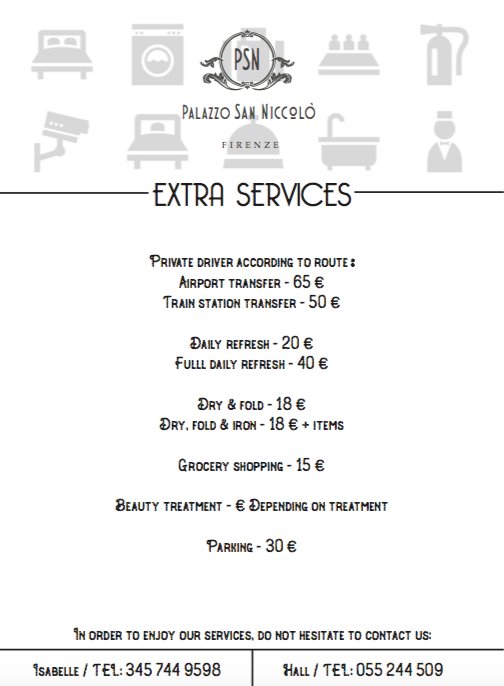 PSN
Palazzo San Niccolò
FIRENZE
EXTRA SERVICES
Private driver according to route:
Airport transfer - 65 €
Train station transfer - 50 €
Daily refresh - 20 €
Fulll daily refresh - 40 €
Dry & fold - 18 €
Dry, fold & iron - 18 € + items
Grocery shopping - 15 €
Beauty treatment - € Depending on treatment
Parking - 30 €
In order to enjoy our services, do not hesitate to contact us:
Isabelle / TEL: 345 744 9598
Hall / TEL: 055 244 509